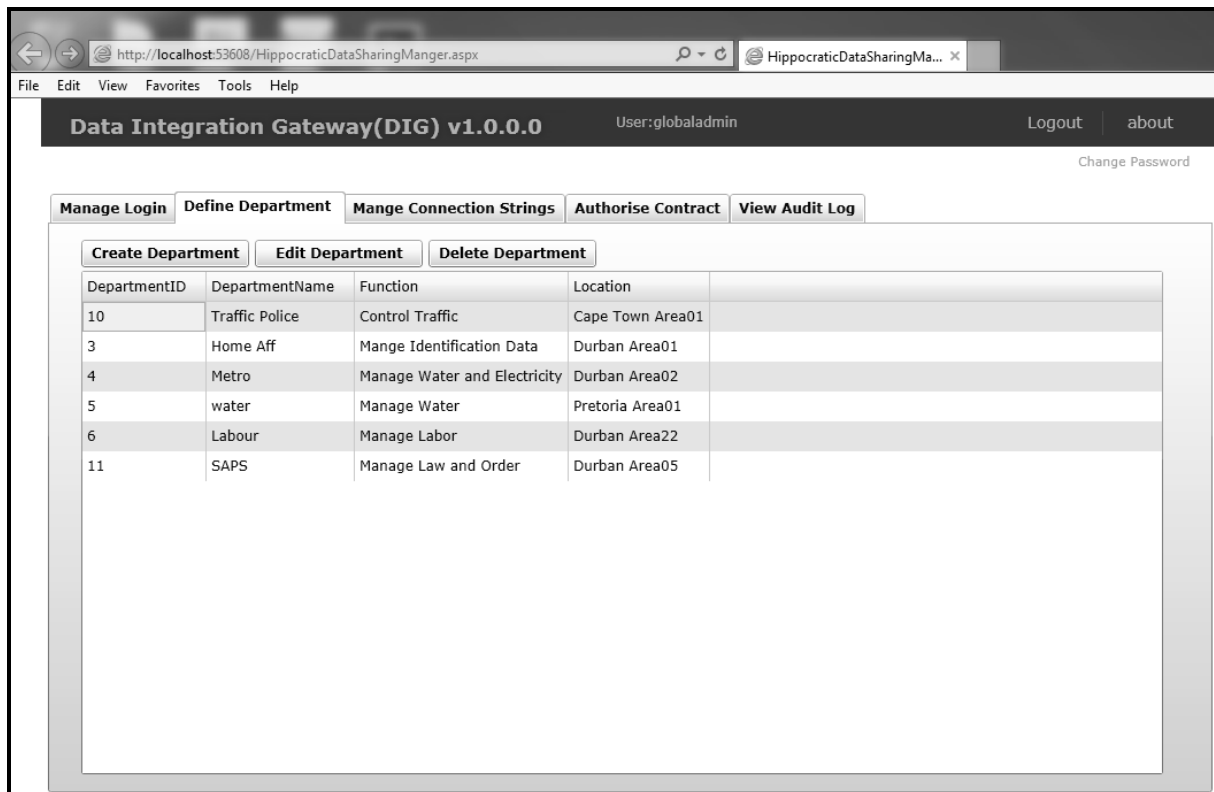 http://localhost:53608/HippocraticDataSharingManger.aspx HippocraticDataSharingMa...
File Edit View Favorites Tools Help
Data Integration Gateway(DIG) v1.0.0.0 User:globaladmin Logout about
Change Password
Manage Login Define Department Mange Connection Strings Authorise Contract View Audit Log
Create Department Edit Department Delete Department
DepartmentID DepartmentName Function Location
10 Traffic Police Control Traffic Cape Town Area01
3 Home Aff Mange Identification Data Durban Area01
4 Metro Manage Water and Electricity Durban Area02
5 water Manage Water Pretoria Area01
6 Labour Manage Labor Durban Area22
11 SAPS Manage Law and Order Durban Area05